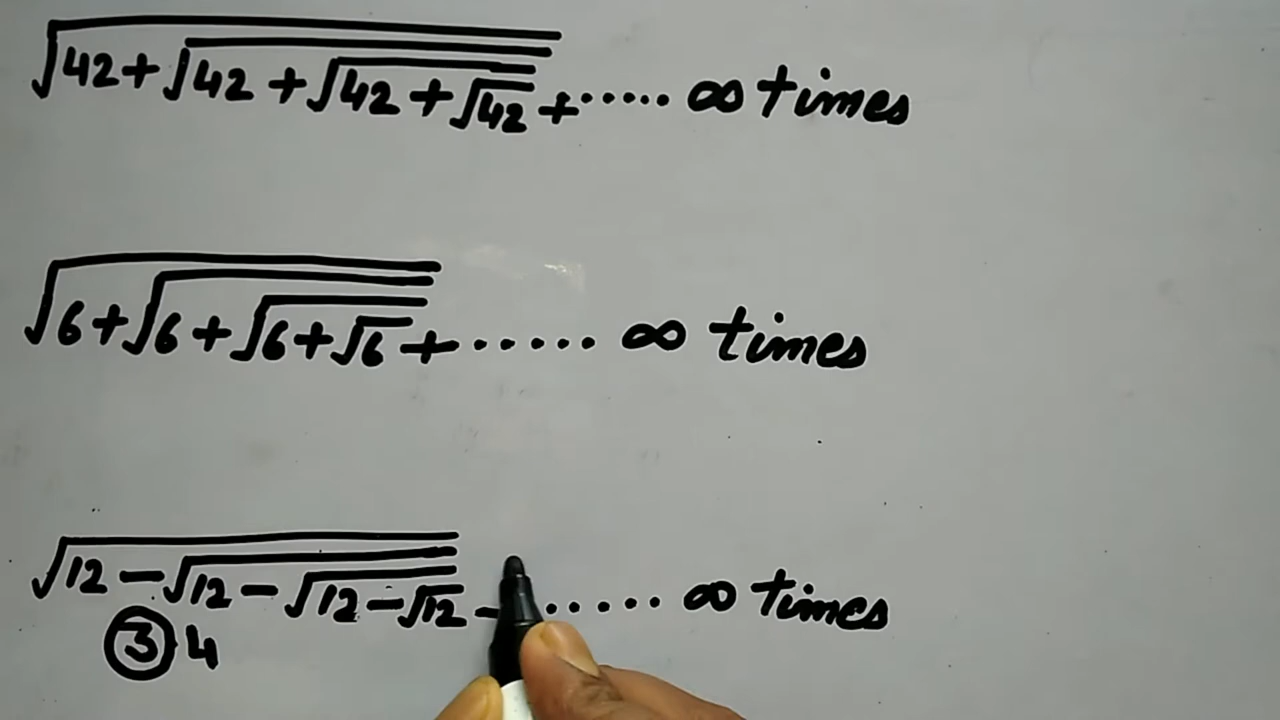 √42+√42+√42+√42+..... ∞ times
√6+√6+√6+√6+..... ∞ times
√12-√12-√12-√12-..... ∞ times
3 4